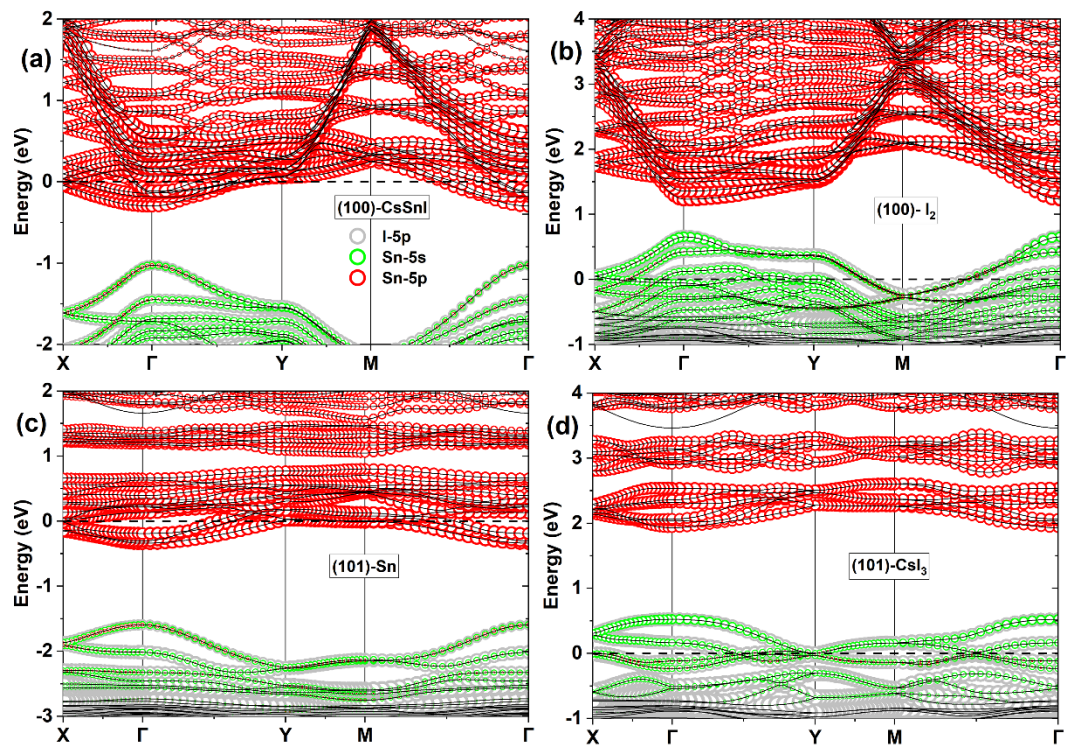 (a)
Energy (eV)
2
1
0
-1
-2
X Γ Y M Γ
(100)-CsSnI
I-5p
Sn-5s
Sn-5p
(b)
Energy (eV)
4
3
2
1
0
-1
X Γ Y M Γ
(100)- I₂
(c)
Energy (eV)
2
1
0
-1
-2
-3
X Γ Y M Γ
(101)-Sn
(d)
Energy (eV)
4
3
2
1
0
-1
X Γ Y M Γ
(101)-CsI₃